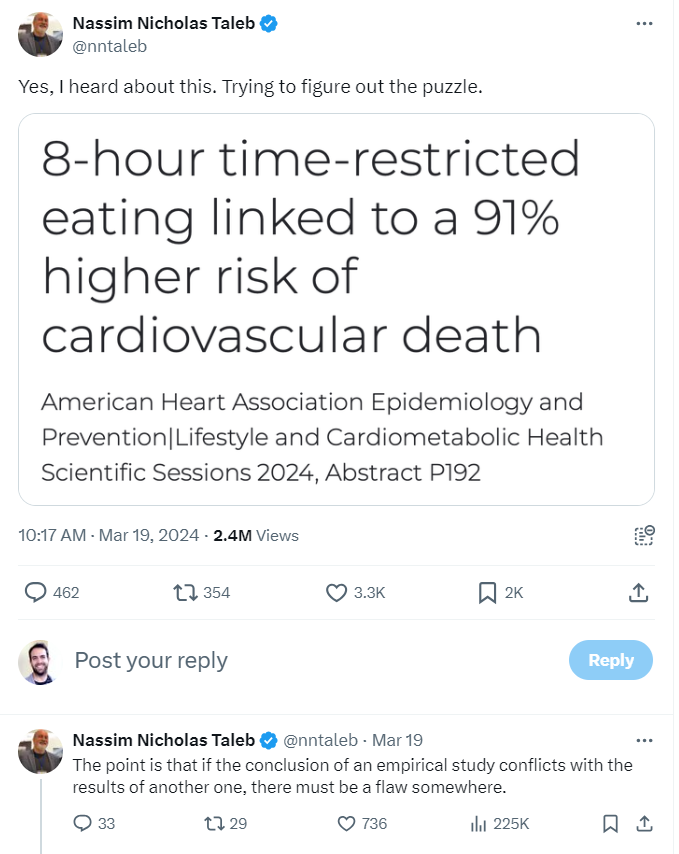 Nassim Nicholas Taleb
@nntaleb
Yes, I heard about this. Trying to figure out the puzzle.
8-hour time-restricted
eating linked to a 91%
higher risk of
cardiovascular death
American Heart Association Epidemiology and
Prevention|Lifestyle and Cardiometabolic Health
Scientific Sessions 2024, Abstract P192
10:17 AM · Mar 19, 2024 · 2.4M Views
462 354 3.3K 2K
Post your reply Reply
Nassim Nicholas Taleb @nntaleb · Mar 19
The point is that if the conclusion of an empirical study conflicts with the
results of another one, there must be a flaw somewhere.
33 29 736 225K